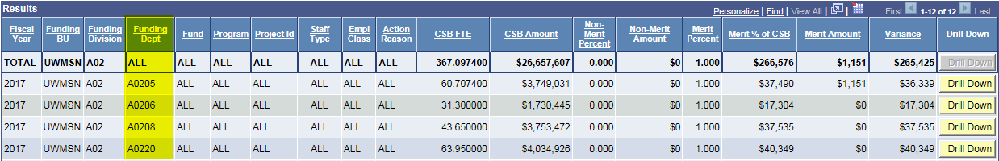 Results
Personalize | Find | View All | | First 1-12 of 12 Last
Fiscal Year Funding BU Funding Division Funding Dept Fund Program Project Id Staff Type Empl Class Action Reason CSB FTE CSB Amount Non-Merit Percent Non-Merit Amount Merit Percent Merit % of CSB Merit Amount Variance Drill Down
TOTAL UWMSN A02 ALL ALL ALL ALL ALL ALL ALL 367.097400 $26,657,607 0.000 $0 1.000 $266,576 $1,151 $265,425 Drill Down
2017 UWMSN A02 A0205 ALL ALL ALL ALL ALL ALL 60.707400 $3,749,031 0.000 $0 1.000 $37,490 $1,151 $36,339 Drill Down
2017 UWMSN A02 A0206 ALL ALL ALL ALL ALL ALL 31.300000 $1,730,445 0.000 $0 1.000 $17,304 $0 $17,304 Drill Down
2017 UWMSN A02 A0208 ALL ALL ALL ALL ALL ALL 43.650000 $3,753,472 0.000 $0 1.000 $37,535 $0 $37,535 Drill Down
2017 UWMSN A02 A0220 ALL ALL ALL ALL ALL ALL 63.950000 $4,034,926 0.000 $0 1.000 $40,349 $0 $40,349 Drill Down